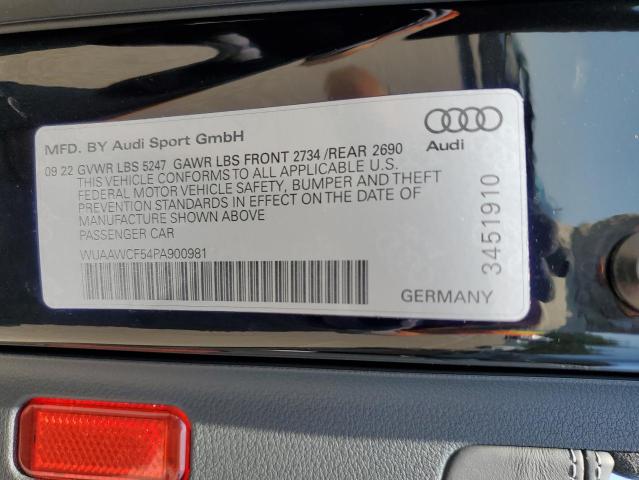 MFD. BY Audi Sport GmbH
09 22 GVWR LBS 5247 GAWR LBS FRONT 2734 /REAR 2690
THIS VEHICLE CONFORMS TO ALL APPLICABLE U.S.
FEDERAL MOTOR VEHICLE SAFETY, BUMPER AND THEFT
PREVENTION STANDARDS IN EFFECT ON THE DATE OF
MANUFACTURE SHOWN ABOVE
PASSENGER CAR
WUAAWCF54PA900981
Audi
3451910
GERMANY